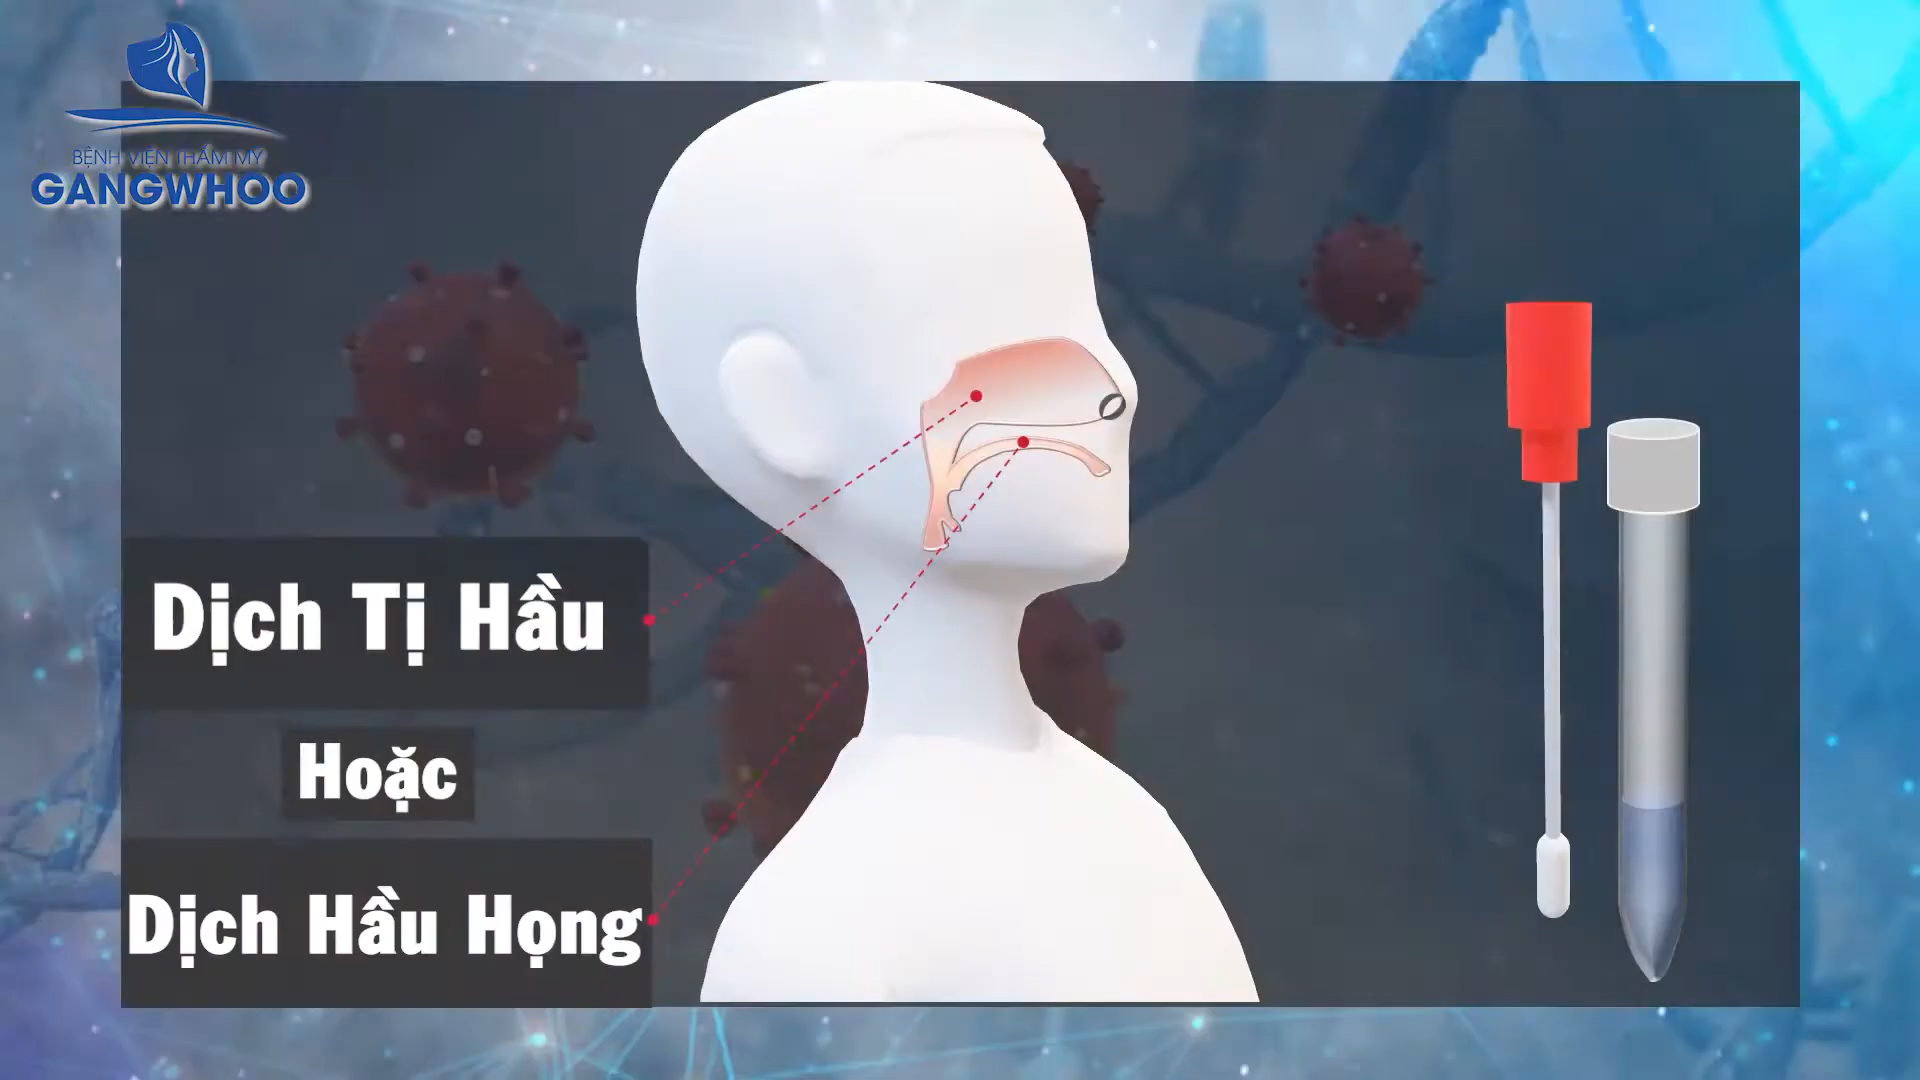 BỆNH VIỆN THẨM MỸ
GANGWHOO
Dịch Tị Hầu
Hoặc
Dịch Hầu Họng